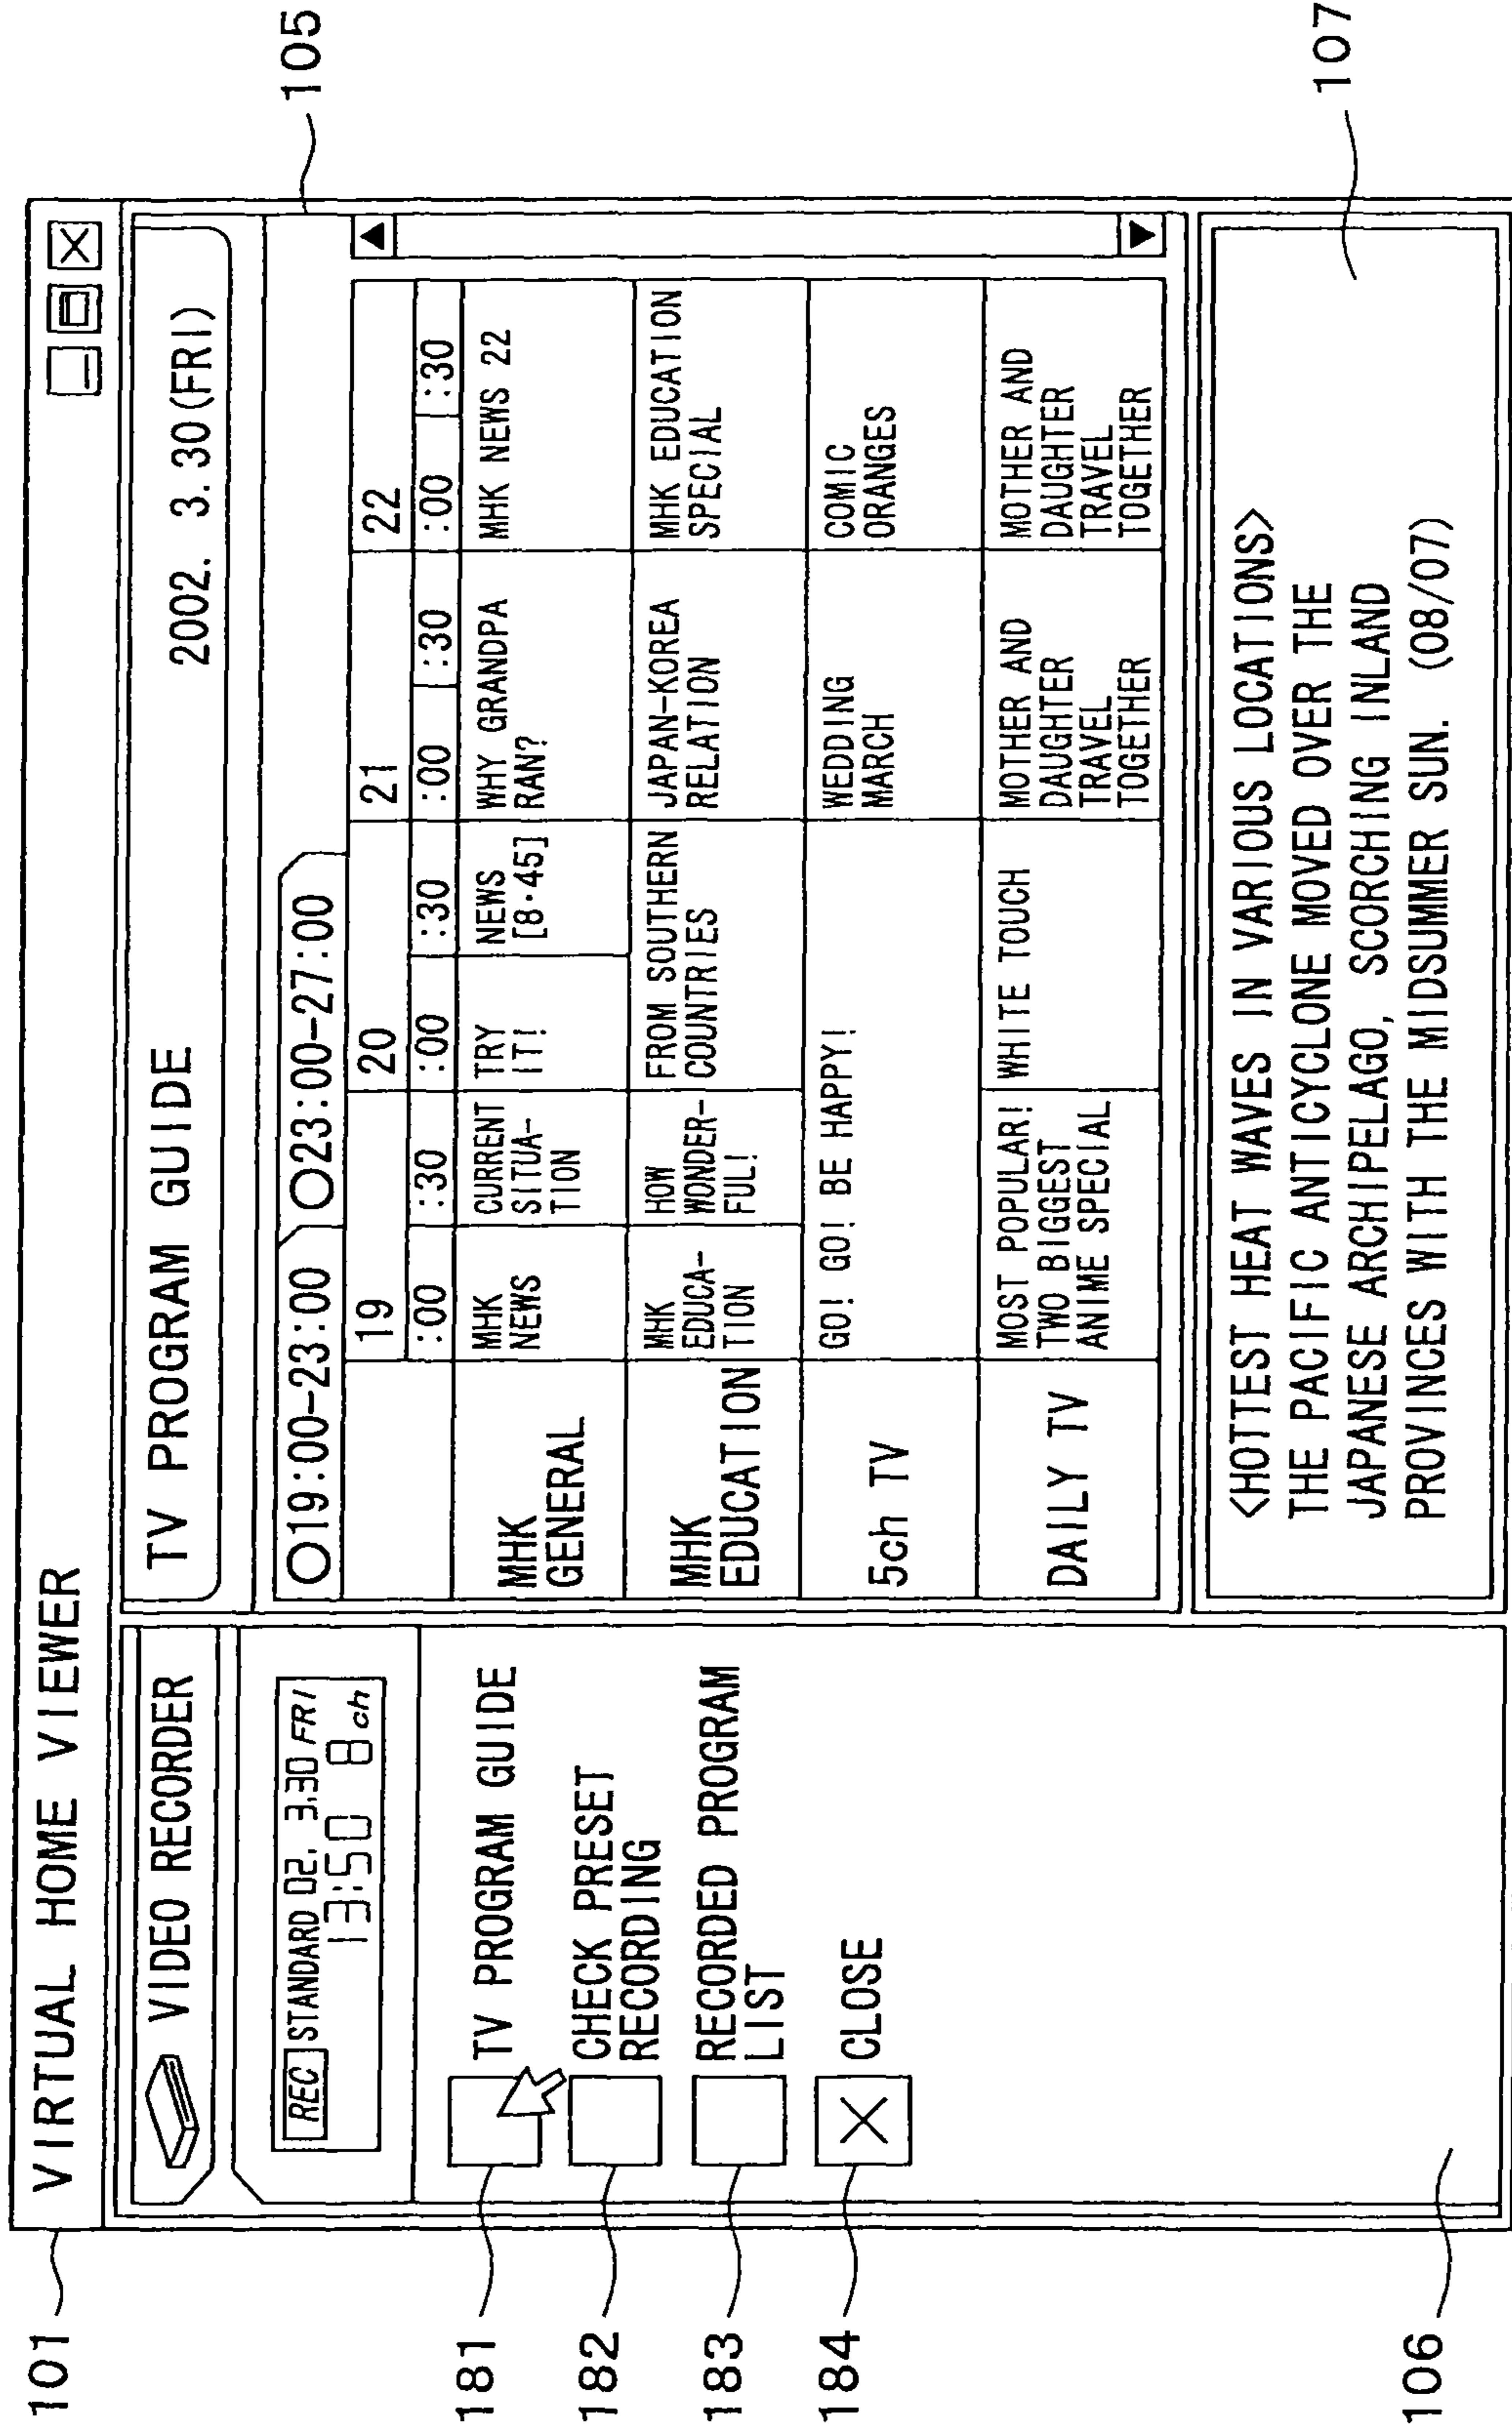 VIRTUAL HOME VIEWER
VIDEO RECORDER
REC STANDARD 02. 3.30 FRI
13:50 8 ch
TV PROGRAM GUIDE
CHECK PRESET
RECORDING
RECORDED PROGRAM
LIST
CLOSE
TV PROGRAM GUIDE 2002. 3.30(FRI)
19:00-23:00 23:00-27:00
19 20 21 22
:00 :30 :00 :30 :00 :30 :00 :30
MHK
GENERAL
MHK
NEWS
CURRENT
SITUA-
TION
TRY
IT!
NEWS
[8·45]
WHY GRANDPA
RAN?
MHK NEWS 22
MHK
EDUCATION
MHK
EDUCA-
TION
HOW
WONDER-
FUL!
FROM SOUTHERN
COUNTRIES
JAPAN-KOREA
RELATION
MHK EDUCATION
SPECIAL
5ch TV
GO! GO! BE HAPPY!
WEDDING
MARCH
COMIC
ORANGES
DAILY TV
MOST POPULAR!
TWO BIGGEST
ANIME SPECIAL
WHITE TOUCH
MOTHER AND
DAUGHTER
TRAVEL
TOGETHER
MOTHER AND
DAUGHTER
TRAVEL
TOGETHER
<HOTTEST HEAT WAVES IN VARIOUS LOCATIONS>
THE PACIFIC ANTICYCLONE MOVED OVER THE
JAPANESE ARCHIPELAGO, SCORCHING INLAND
PROVINCES WITH THE MIDSUMMER SUN. (08/07)
101
181
182
183
184
106
105
107